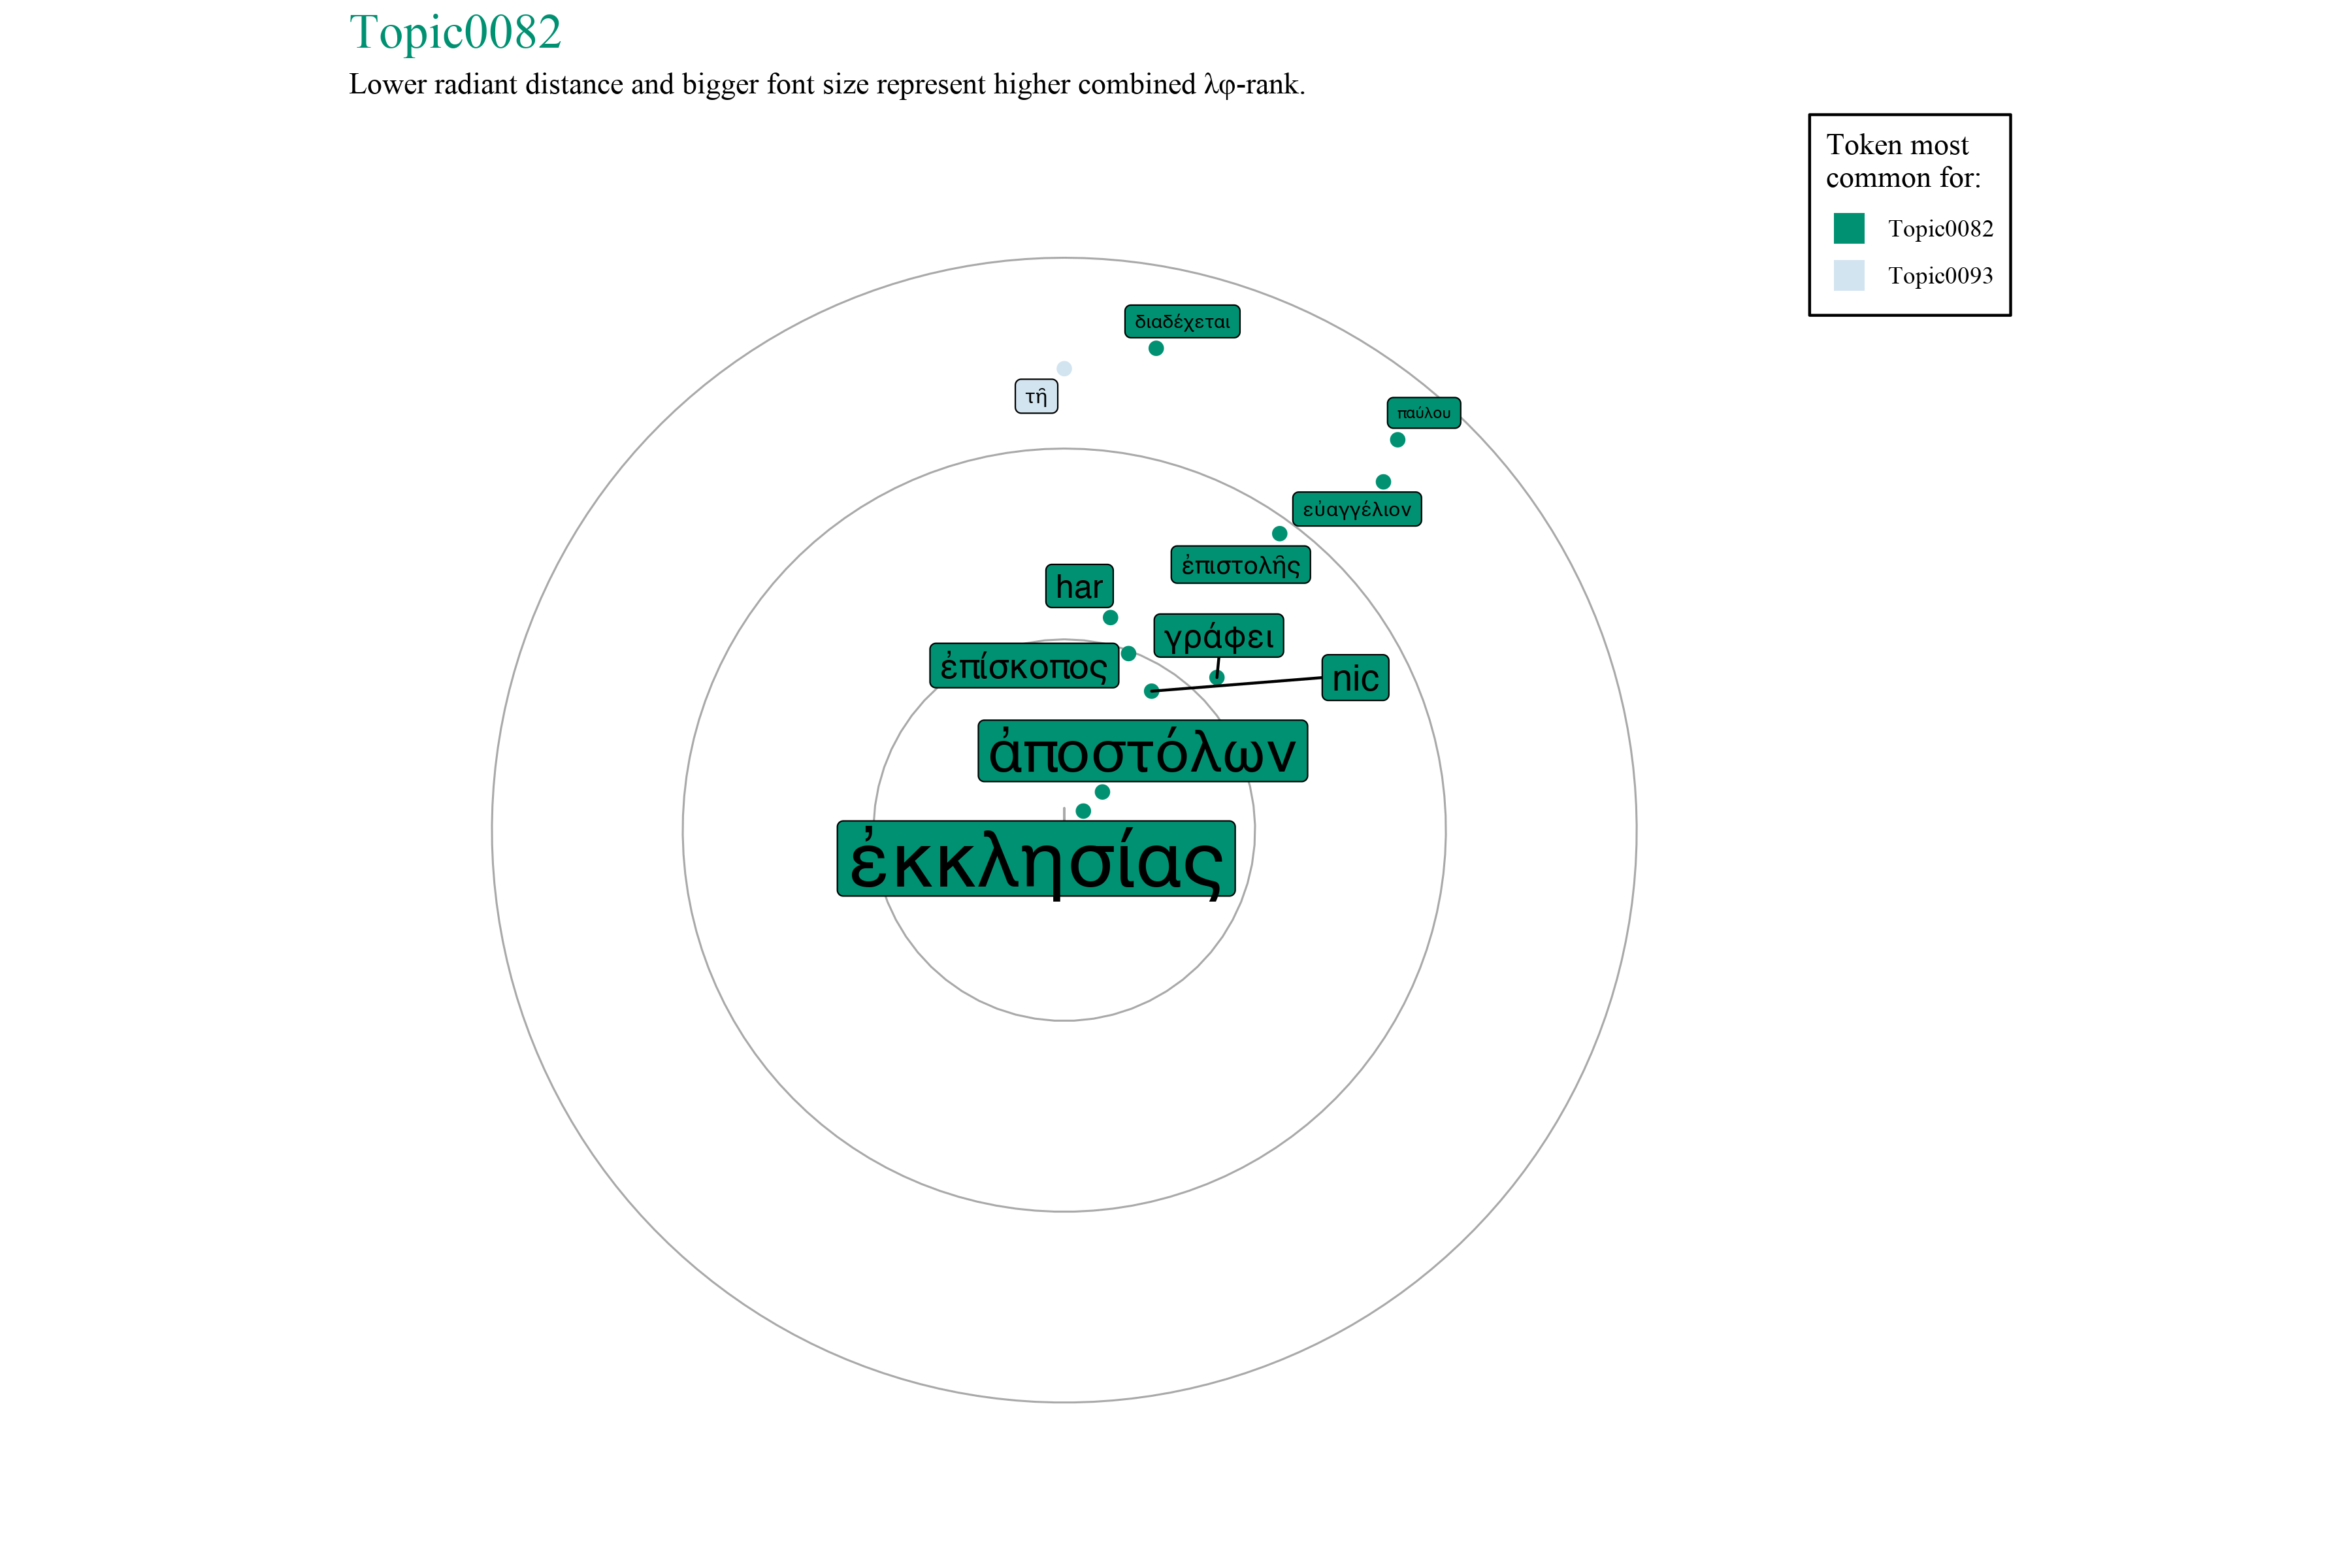 Topic0082
Lower radiant distance and bigger font size represent higher combined λφ-rank.
Token most
common for:
Topic0082
Topic0093
διαδέχεται
τῆ
παύλου
εὐαγγέλιον
ἐπιστολῆς
har
γράφει
ἐπίσκοπος
nic
ἀποστόλων
ἐκκλησίας